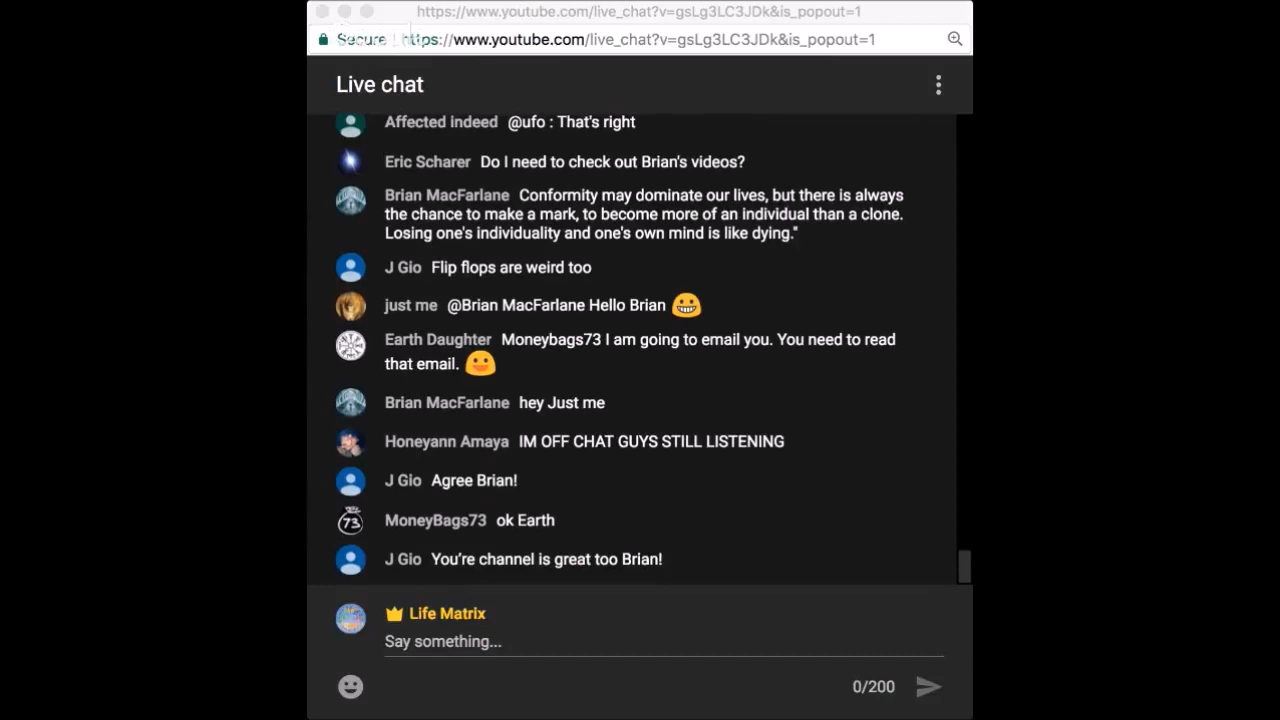 https://www.youtube.com/live_chat?v=gsLg3LC3JDk&is_popout=1
Secure https://www.youtube.com/live_chat?v=gsLg3LC3JDk&is_popout=1
Live chat
Affected indeed @ufo : That's right
Eric Scharer Do I need to check out Brian's videos?
Brian MacFarlane Conformity may dominate our lives, but there is always
the chance to make a mark, to become more of an individual than a clone.
Losing one's individuality and one's own mind is like dying."
J Gio Flip flops are weird too
just me @Brian MacFarlane Hello Brian 😀
Earth Daughter Moneybags73 I am going to email you. You need to read
that email. 😃
Brian MacFarlane hey Just me
Honeyann Amaya IM OFF CHAT GUYS STILL LISTENING
J Gio Agree Brian!
73 MoneyBags73 ok Earth
J Gio You're channel is great too Brian!
Life Matrix
Say something...
0/200